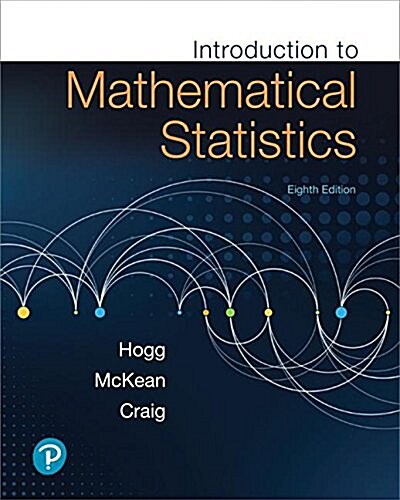 Introduction to
Mathematical
Statistics
Eighth Edition
Hogg
McKean
Craig
P